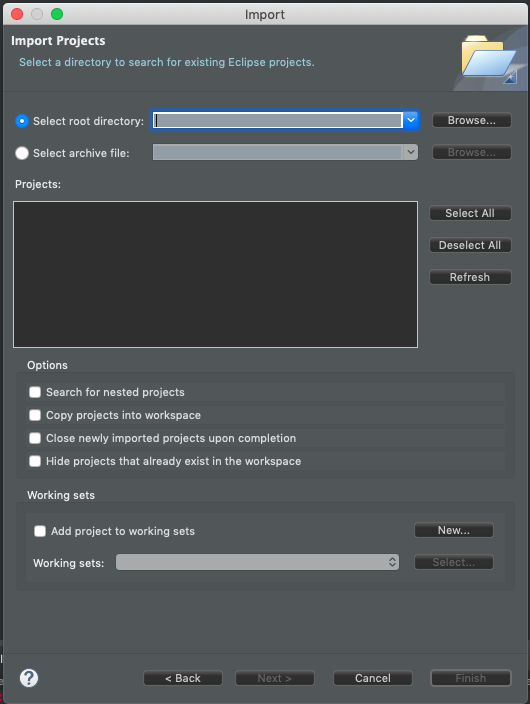 Import
Import Projects
Select a directory to search for existing Eclipse projects.
Select root directory:
Browse...
Select archive file:
Browse...
Projects:
Select All
Deselect All
Refresh
Options
Search for nested projects
Copy projects into workspace
Close newly imported projects upon completion
Hide projects that already exist in the workspace
Working sets
Add project to working sets
New...
Working sets:
Select...
?
< Back
Next >
Cancel
Finish